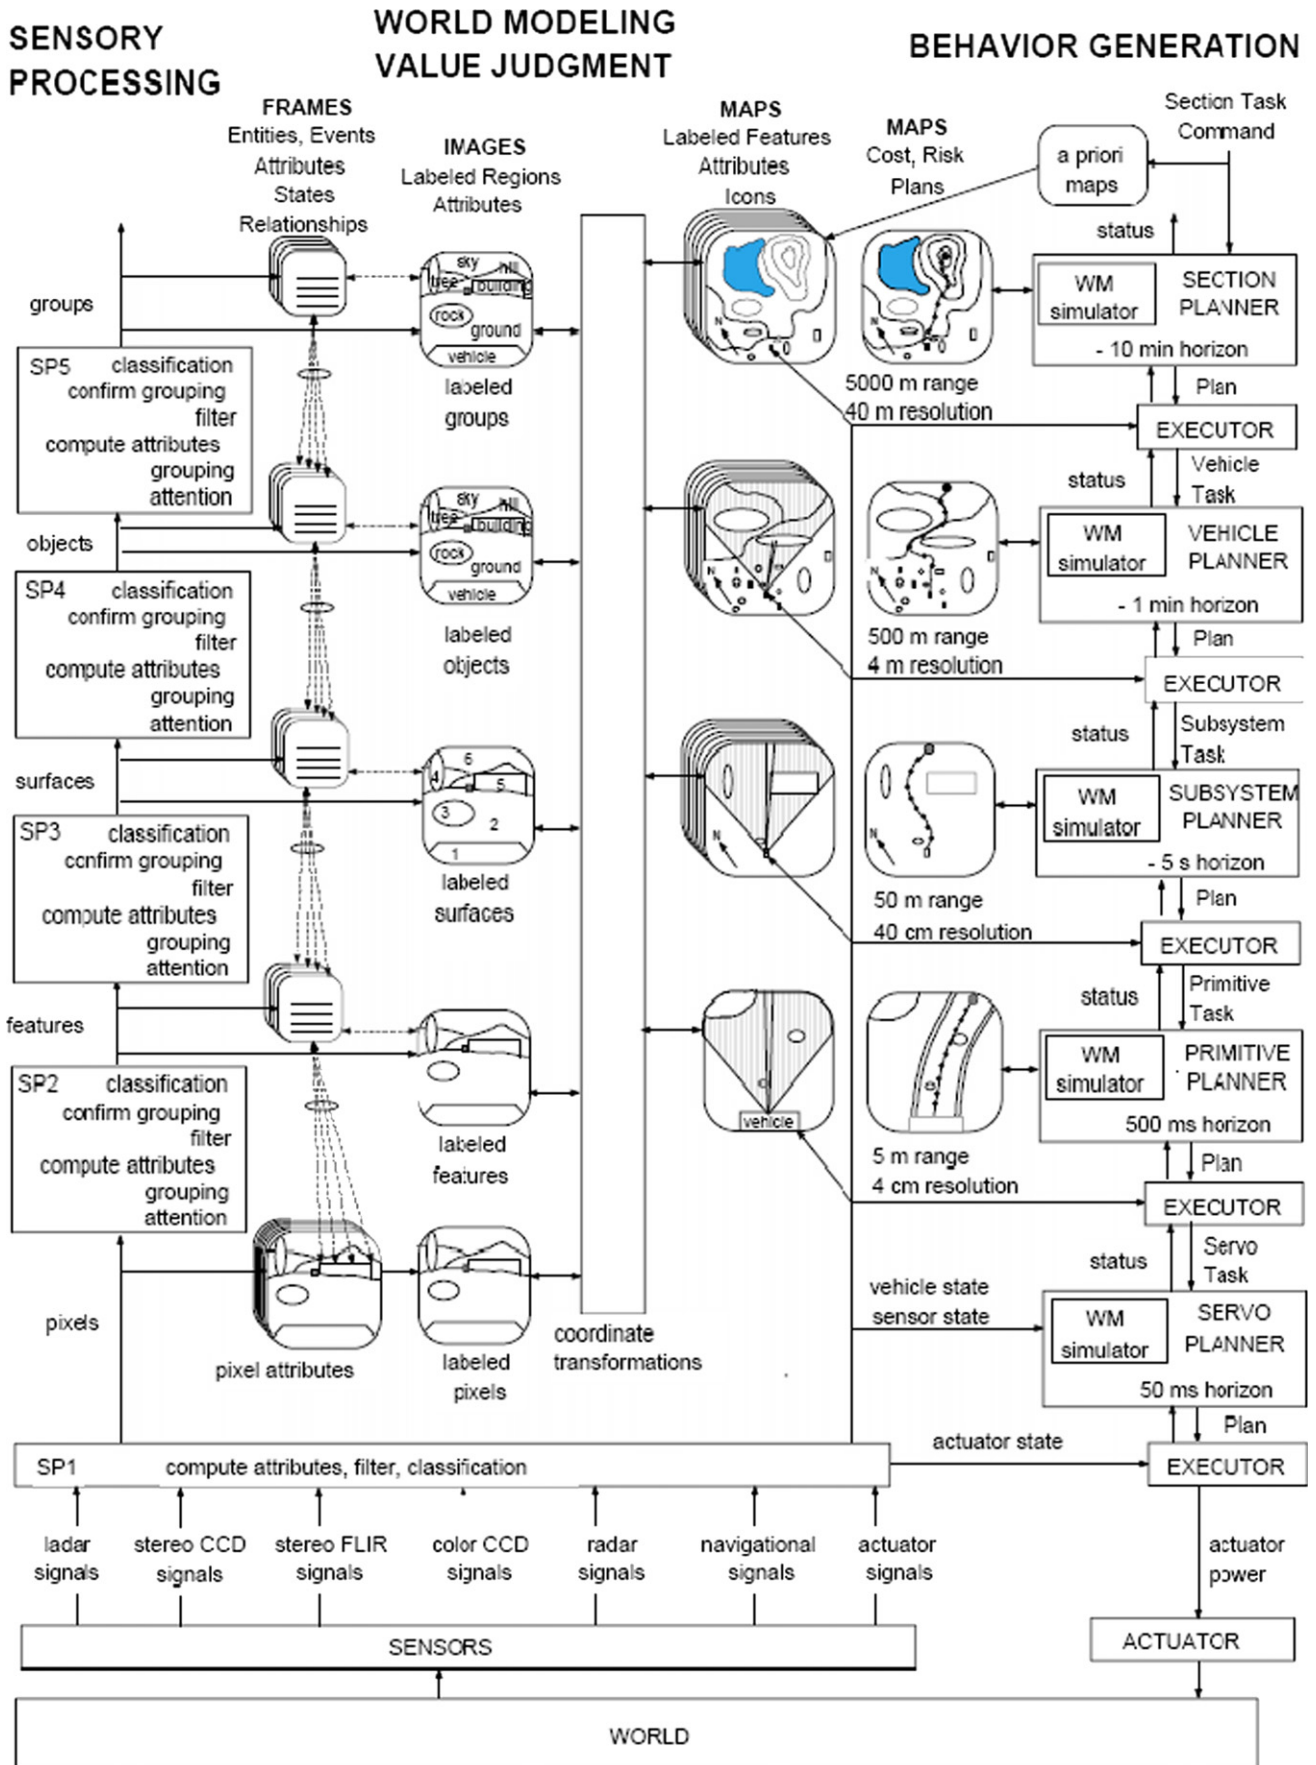 SENSORY
PROCESSING
WORLD MODELING
VALUE JUDGMENT
BEHAVIOR GENERATION
FRAMES
Entities, Events
Attributes
States
Relationships
IMAGES
Labeled Regions
Attributes
MAPS
Labeled Features
Attributes
Icons
MAPS
Cost, Risk
Plans
a priori
maps
Section Task
Command
status
groups
sky
hill
tree
building
rock
ground
vehicle
labeled
groups
N
N
5000 m range
40 m resolution
WM
simulator
SECTION
PLANNER
- 10 min horizon
Plan
EXECUTOR
SP5 classification
confirm grouping
filter
compute attributes
grouping
attention
status
Vehicle
Task
objects
sky
hill
tree
building
rock
ground
vehicle
labeled
objects
N
N
500 m range
4 m resolution
WM
simulator
VEHICLE
PLANNER
- 1 min horizon
Plan
EXECUTOR
SP4 classification
confirm grouping
filter
compute attributes
grouping
attention
status
Subsystem
Task
surfaces
6
4
5
3
2
1
labeled
surfaces
N
N
50 m range
40 cm resolution
WM
simulator
SUBSYSTEM
PLANNER
- 5 s horizon
Plan
EXECUTOR
SP3 classification
confirm grouping
filter
compute attributes
grouping
attention
status
Primitive
Task
features
labeled
features
vehicle
5 m range
4 cm resolution
WM
simulator
PRIMITIVE
PLANNER
500 ms horizon
Plan
EXECUTOR
SP2 classification
confirm grouping
filter
compute attributes
grouping
attention
status
Servo
Task
pixels
pixel attributes
labeled
pixels
coordinate
transformations
vehicle state
sensor state
WM
simulator
SERVO
PLANNER
50 ms horizon
Plan
actuator state
EXECUTOR
SP1 compute attributes, filter, classification
ladar
signals
stereo CCD
signals
stereo FLIR
signals
color CCD
signals
radar
signals
navigational
signals
actuator
signals
actuator
power
SENSORS
ACTUATOR
WORLD